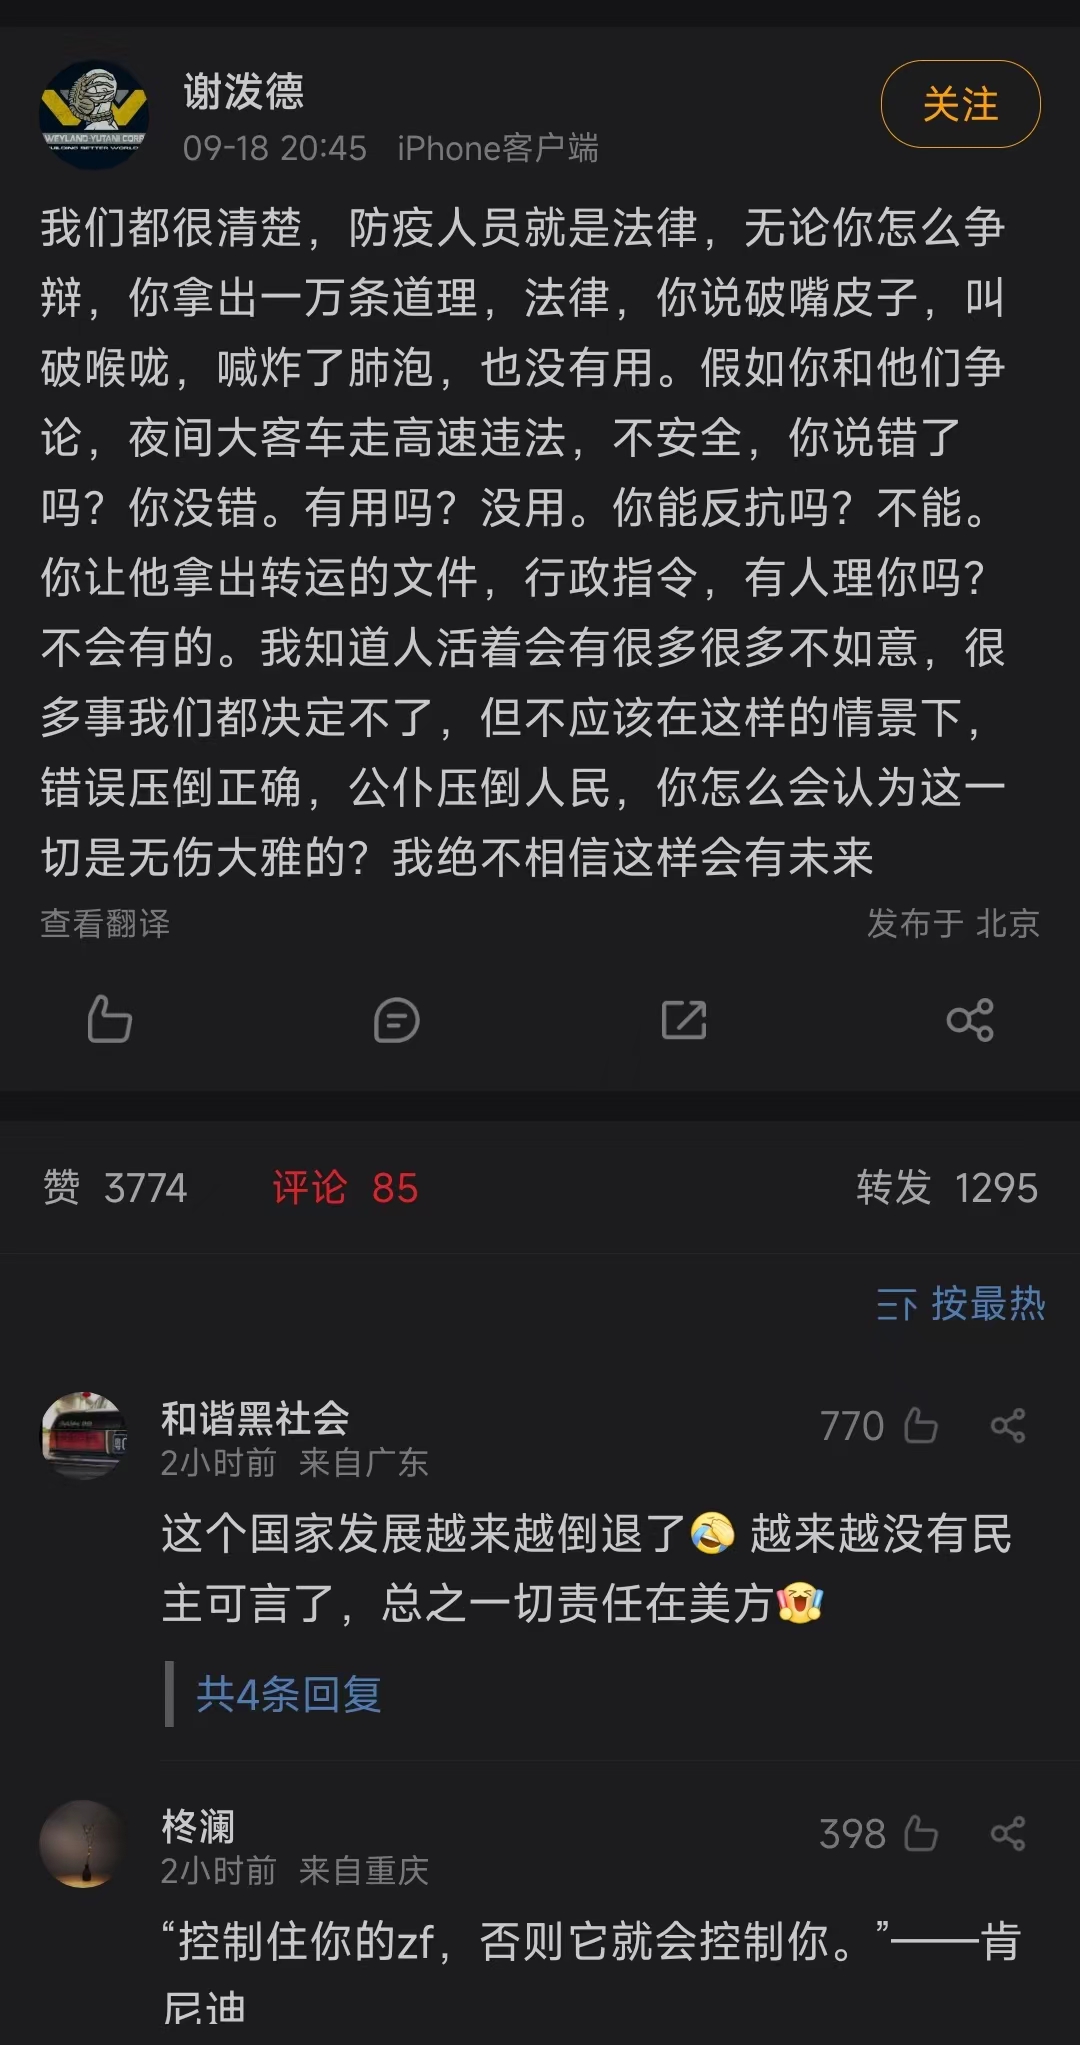 谢泼德
09-18 20:45 iPhone客户端
关注
WEYLAND YUTANI CORP
BUILDING BETTER WORLD
我们都很清楚，防疫人员就是法律，无论你怎么争
辩，你拿出一万条道理，法律，你说破嘴皮子，叫
破喉咙，喊炸了肺泡，也没有用。假如你和他们争
论，夜间大客车走高速违法，不安全，你说错了
吗？你没错。有用吗？没用。你能反抗吗？不能。
你让他拿出转运的文件，行政指令，有人理你吗？
不会有的。我知道人活着会有很多很多不如意，很
多事我们都决定不了，但不应该在这样的情景下，
错误压倒正确，公仆压倒人民，你怎么会认为这一
切是无伤大雅的？我绝不相信这样会有未来
查看翻译
发布于 北京
赞 3774
评论 85
转发 1295
按最热
和谐黑社会
770
2小时前 来自广东
这个国家发展越来越倒退了🤣 越来越没有民
主可言了，总之一切责任在美方
共4条回复
柊澜
398
2小时前 来自重庆
“控制住你的zf，否则它就会控制你。”——肯
尼迪